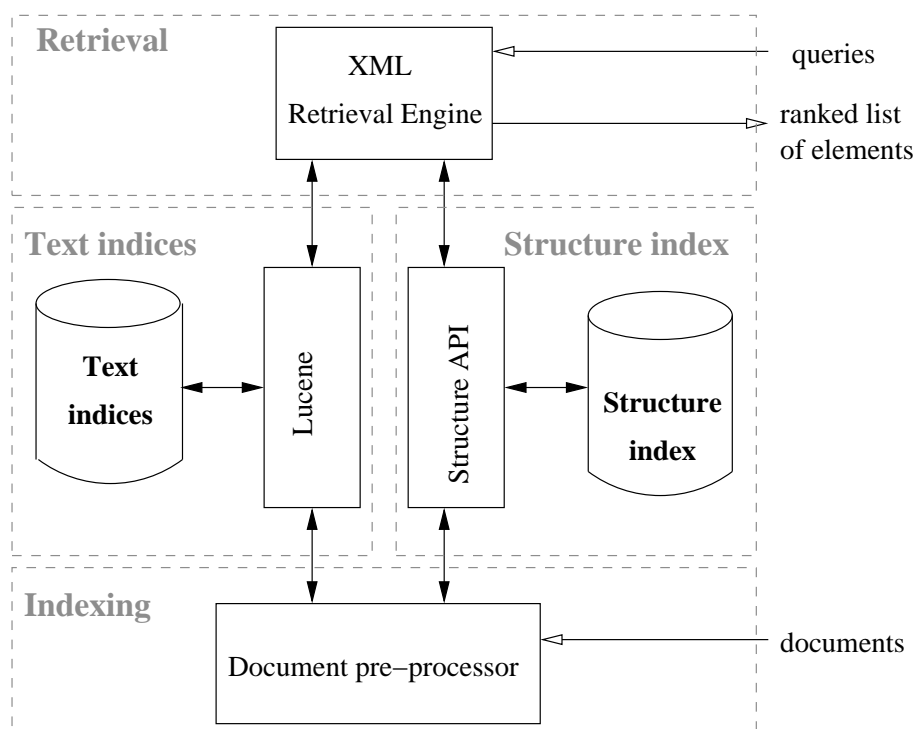 Retrieval
XML
Retrieval Engine
queries
ranked list
of elements
Text indices
Structure index
Text
indices
Lucene
Structure API
Structure
index
Indexing
Document pre−processor
documents